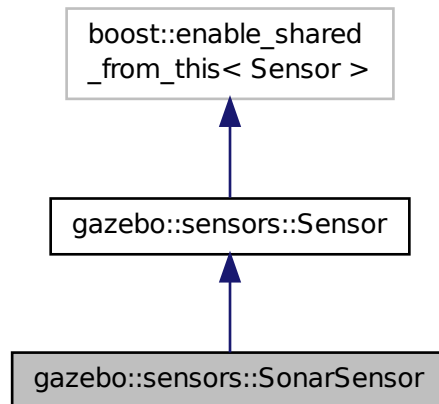 boost::enable_shared
_from_this< Sensor >
gazebo::sensors::Sensor
gazebo::sensors::SonarSensor